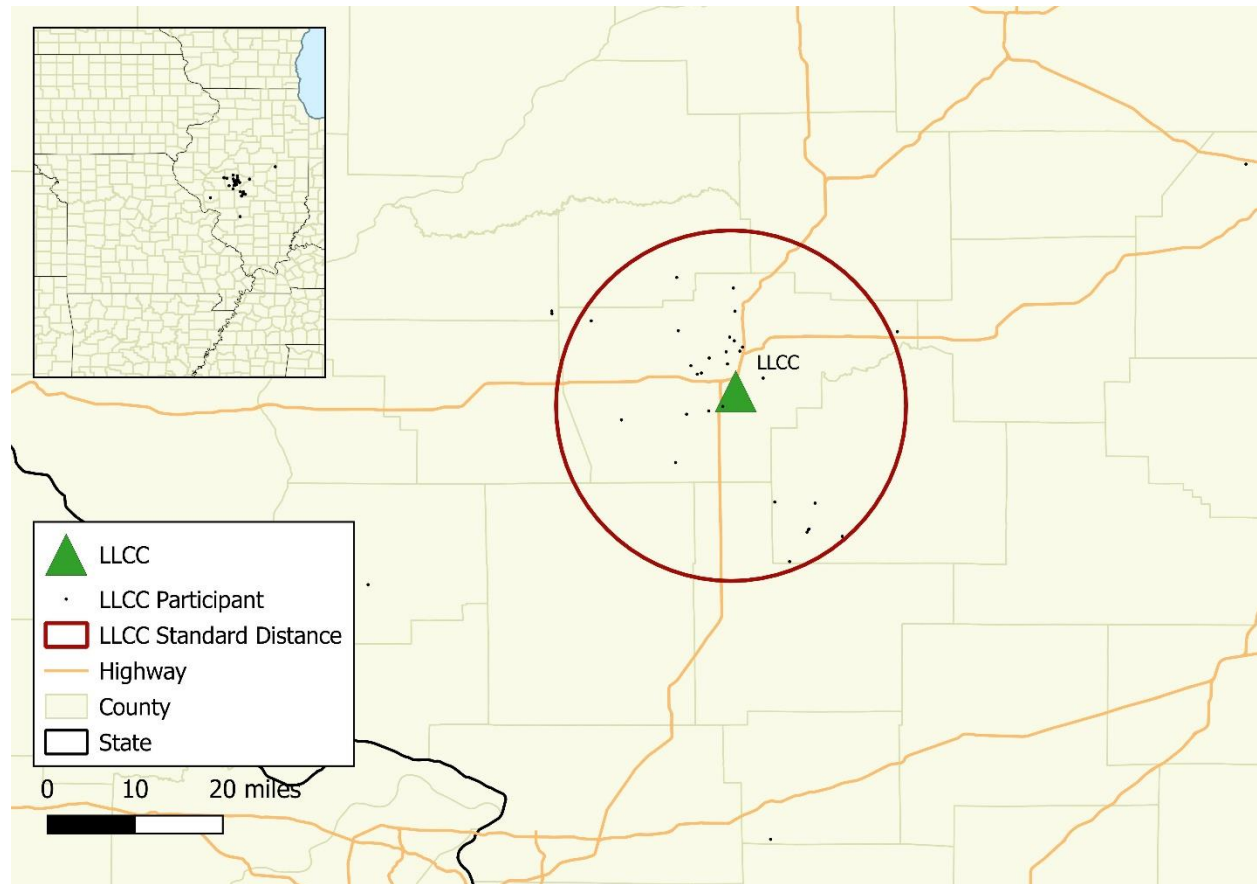 LLCC
LLCC
LLCC Participant
LLCC Standard Distance
Highway
County
State
0 10 20 miles